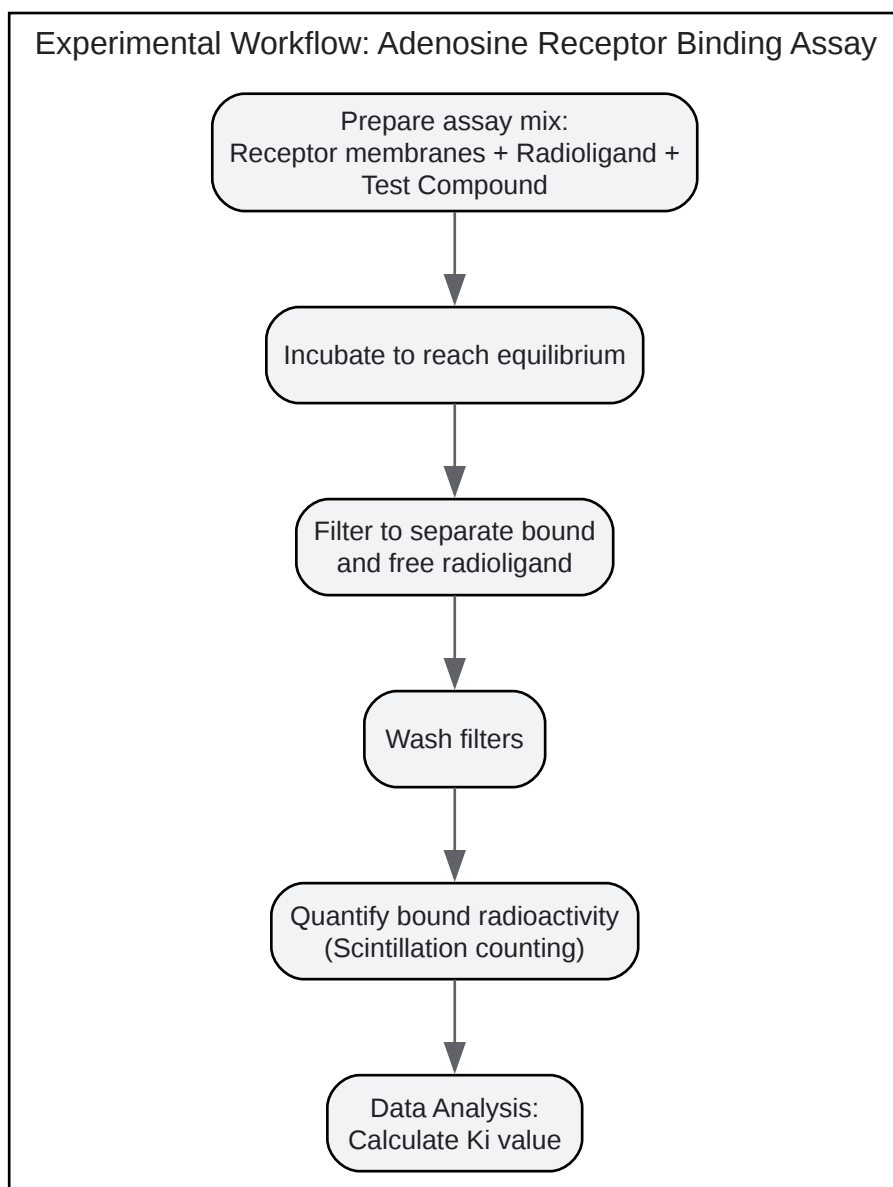 Experimental Workflow: Adenosine Receptor Binding Assay
Prepare assay mix:
Receptor membranes + Radioligand +
Test Compound
Incubate to reach equilibrium
Filter to separate bound
and free radioligand
Wash filters
Quantify bound radioactivity
(Scintillation counting)
Data Analysis:
Calculate Ki value